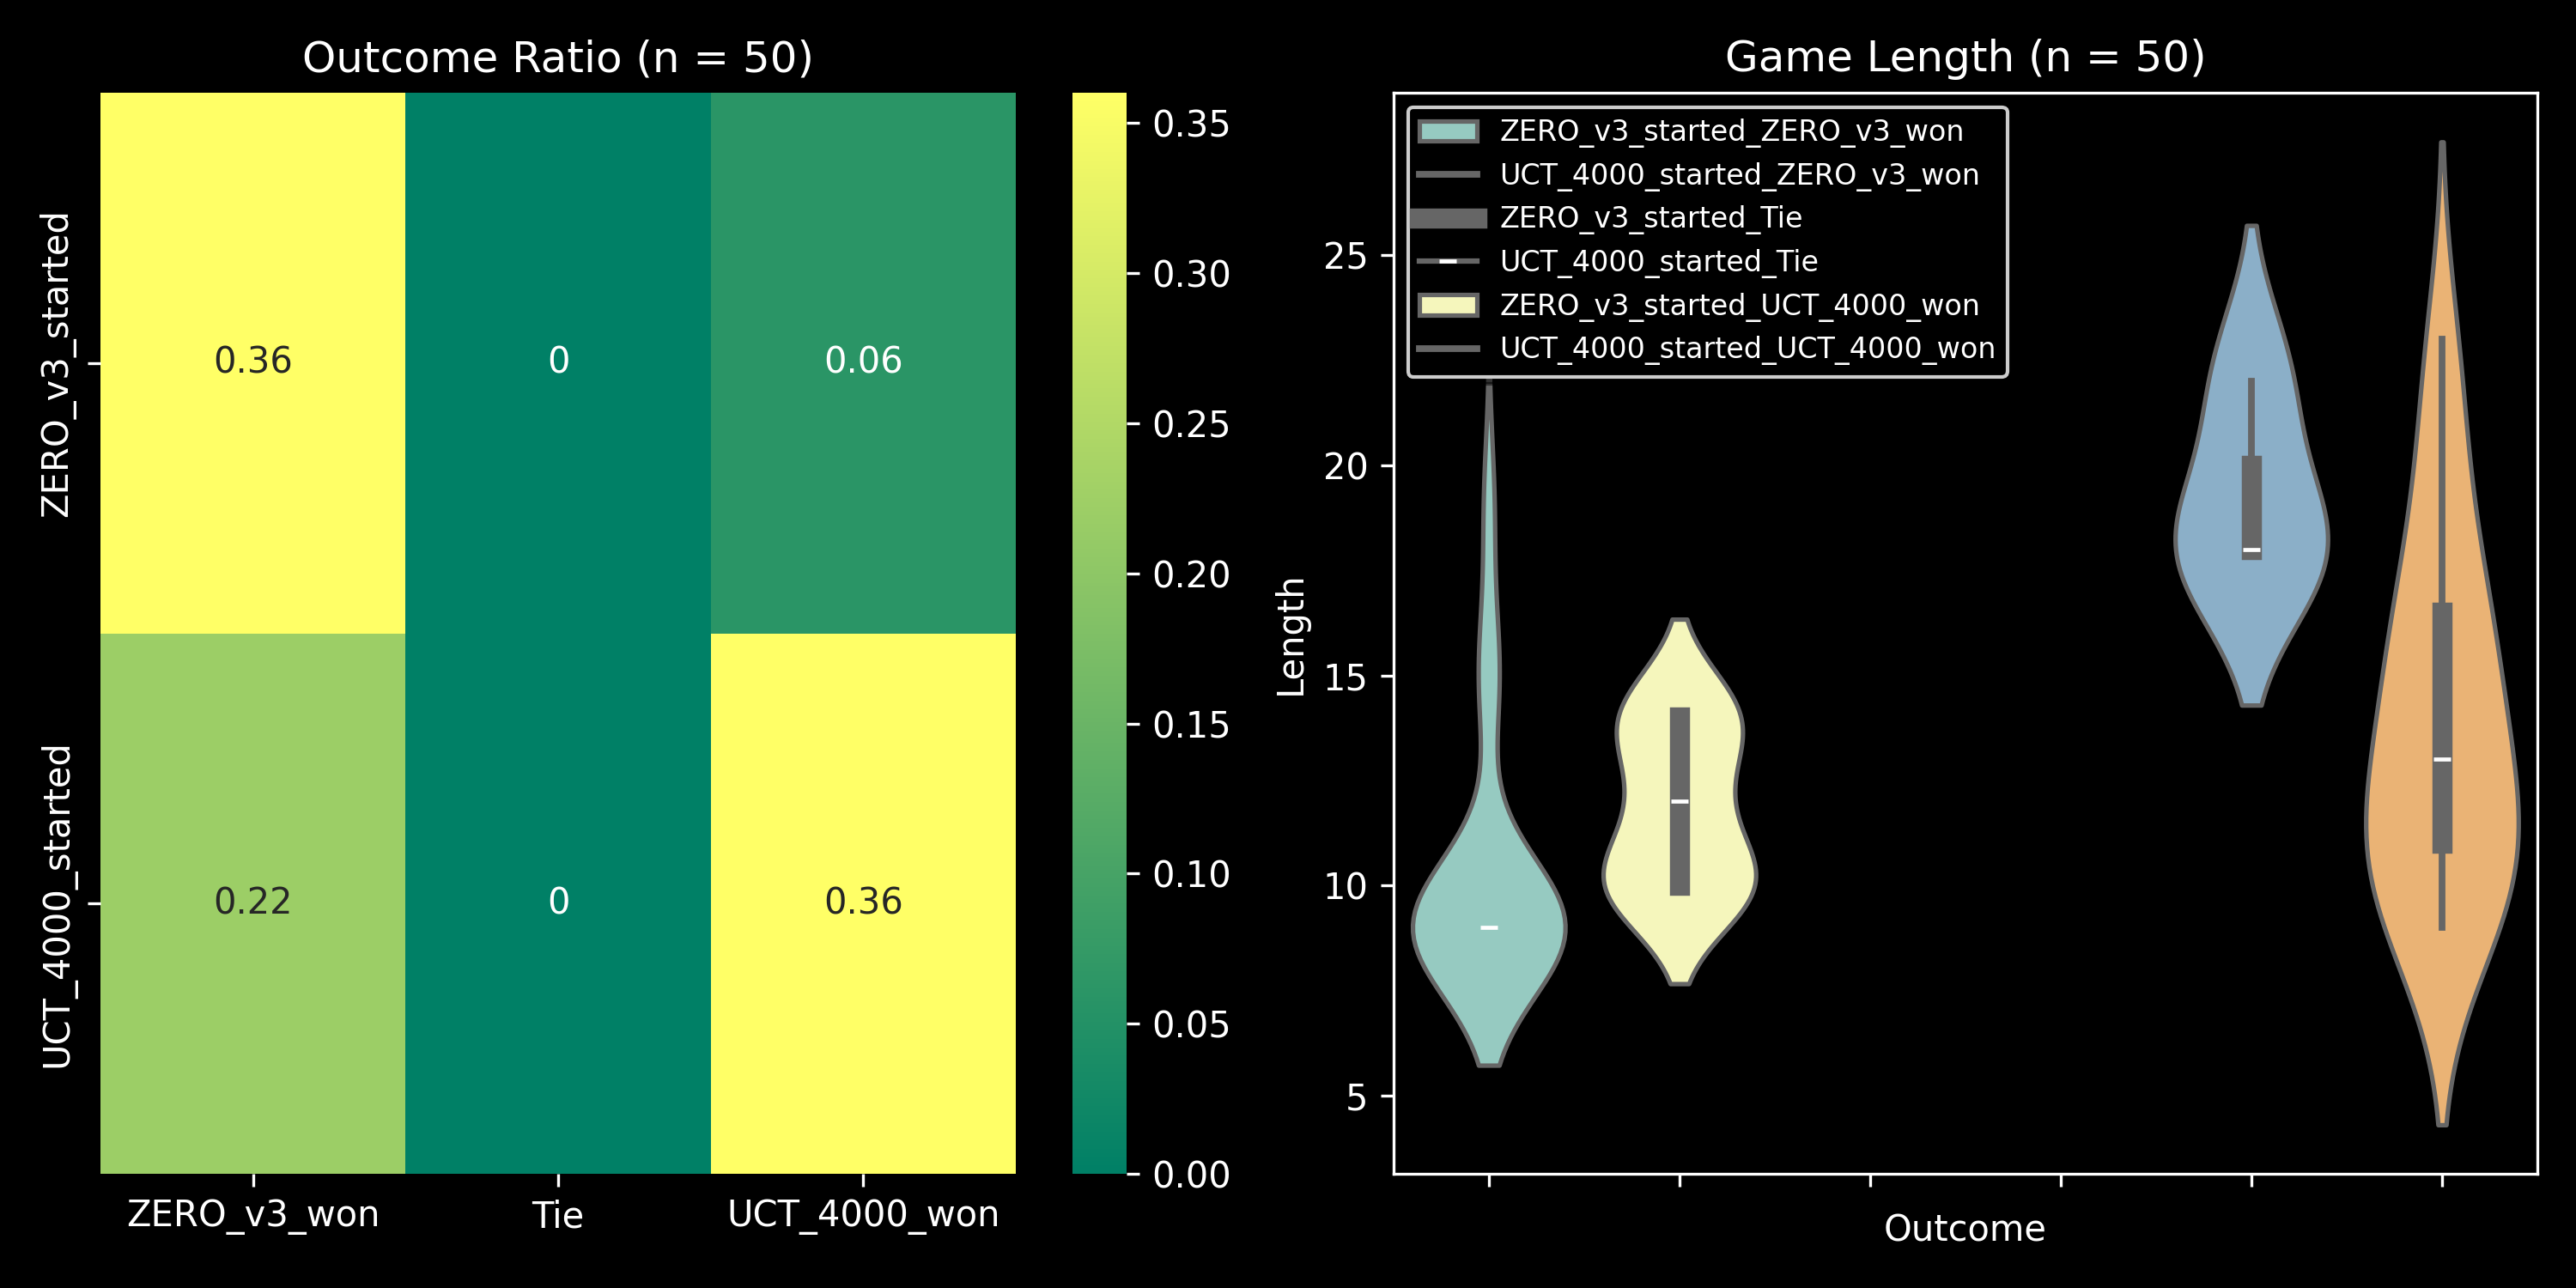 Outcome Ratio (n = 50)
ZERO_v3_started
UCT_4000_started
0.36
0
0.06
0.22
0
0.36
ZERO_v3_won
Tie
UCT_4000_won
0.35
0.30
0.25
0.20
0.15
0.10
0.05
0.00
Game Length (n = 50)
ZERO_v3_started_ZERO_v3_won
UCT_4000_started_ZERO_v3_won
ZERO_v3_started_Tie
UCT_4000_started_Tie
ZERO_v3_started_UCT_4000_won
UCT_4000_started_UCT_4000_won
Length
25
20
15
10
5
Outcome